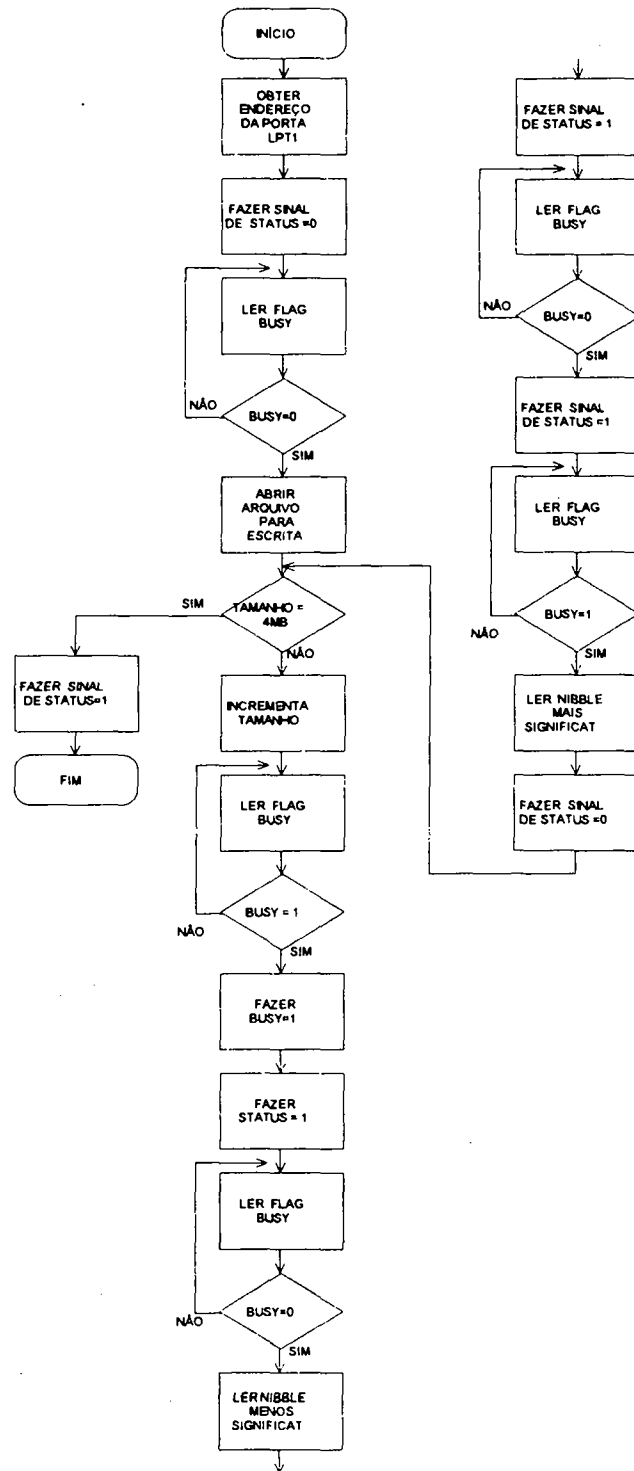 INÍCIO
OBTER
ENDEREÇO
DA PORTA
LPT1
FAZER SINAL
DE STATUS =0
LER FLAG
BUSY
NÃO
BUSY=0
SIM
ABRIR
ARQUIVO
PARA
ESCRITA
SIM
TAMANHO =
4MB
NÃO
FAZER SINAL
DE STATUS=1
FIM
INCREMENTA
TAMANHO
LER FLAG
BUSY
BUSY = 1
NÃO
SIM
FAZER
BUSY=1
FAZER
STATUS = 1
LER FLAG
BUSY
BUSY=0
NÃO
SIM
LER NIBBLE
MENOS
SIGNIFICAT
FAZER SINAL
DE STATUS = 1
LER FLAG
BUSY
NÃO
BUSY=0
SIM
FAZER SINAL
DE STATUS =1
LER FLAG
BUSY
BUSY=1
NÃO
SIM
LER NIBBLE
MAIS
SIGNIFICAT
FAZER SINAL
DE STATUS =0